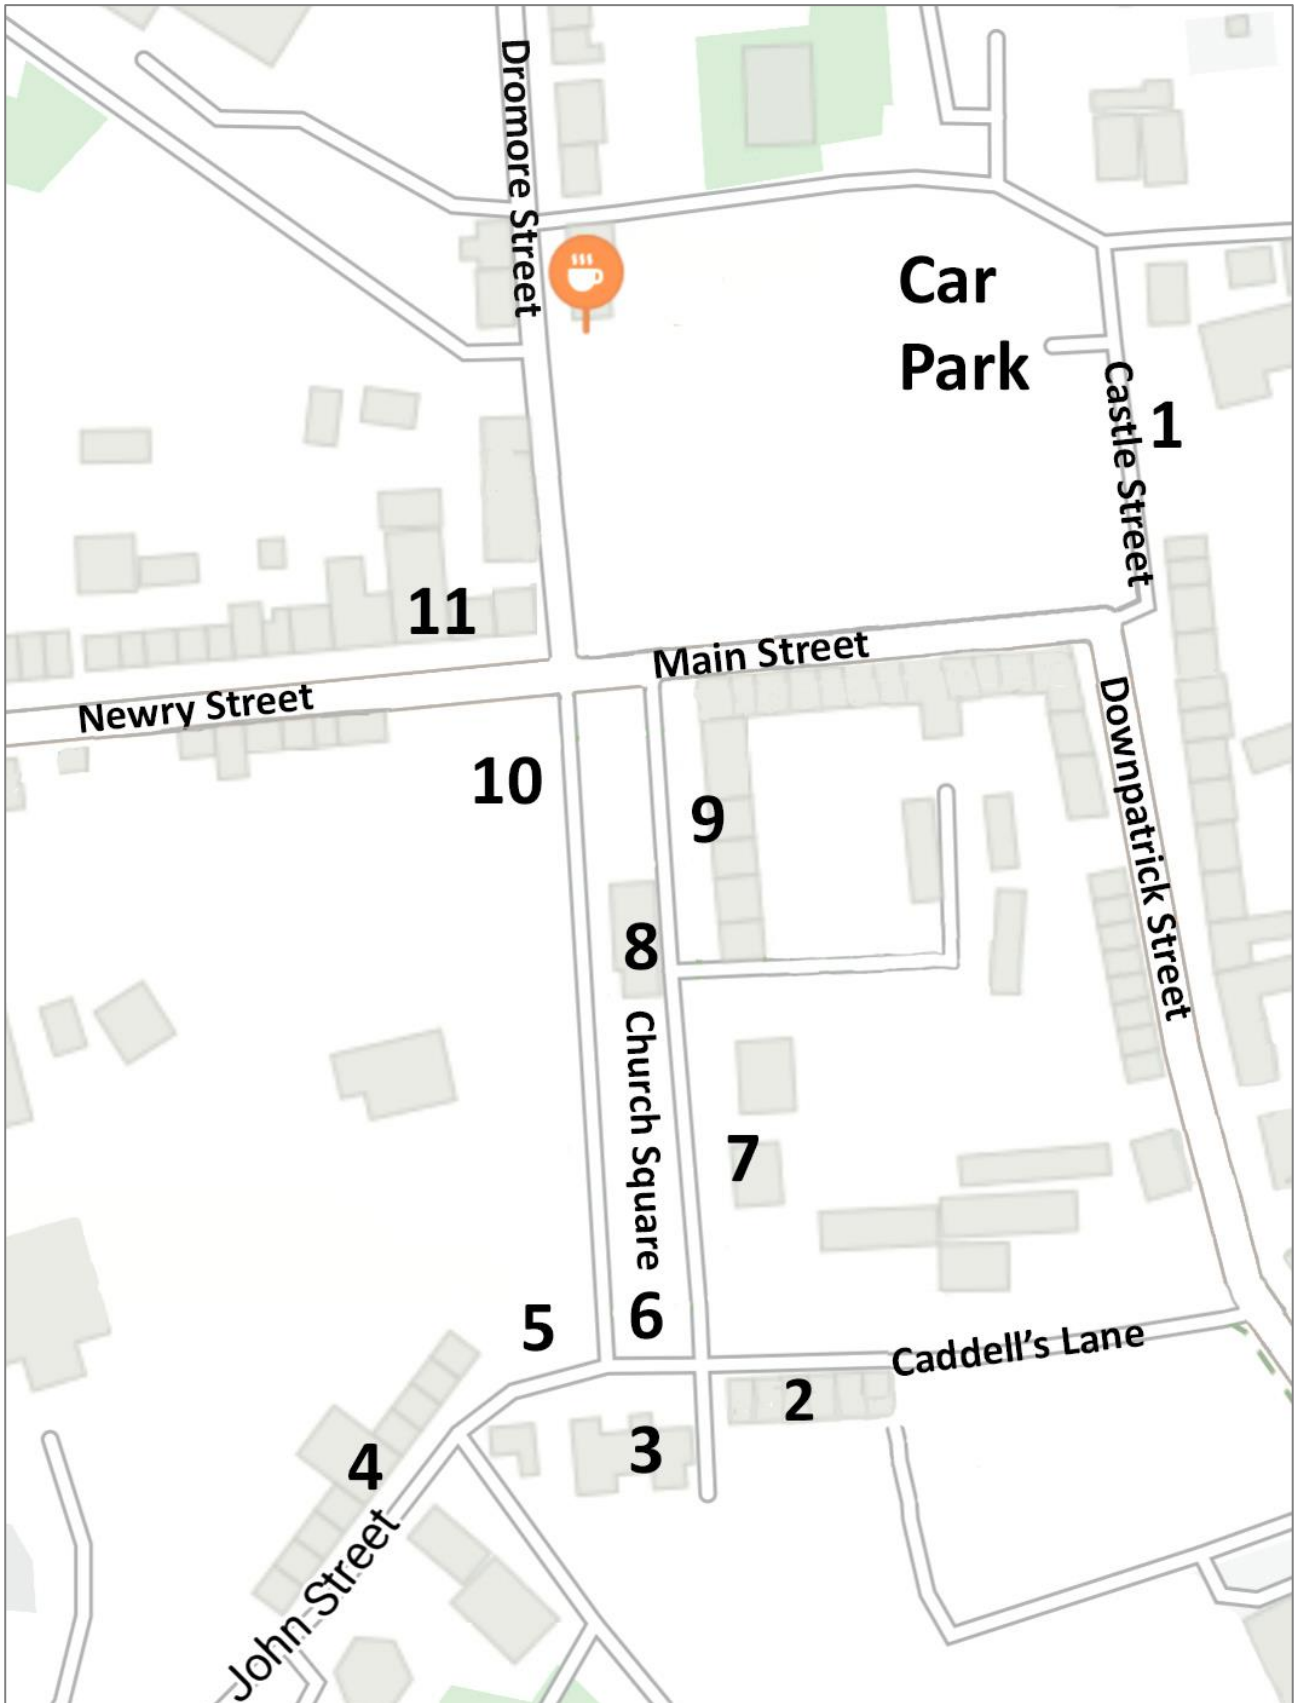 Dromore Street
Car
Park
Castle Street
1
11
Main Street
Newry Street
Downpatrick Street
10
9
8
Church Square
7
6
5
Caddell’s Lane
2
3
4
John Street